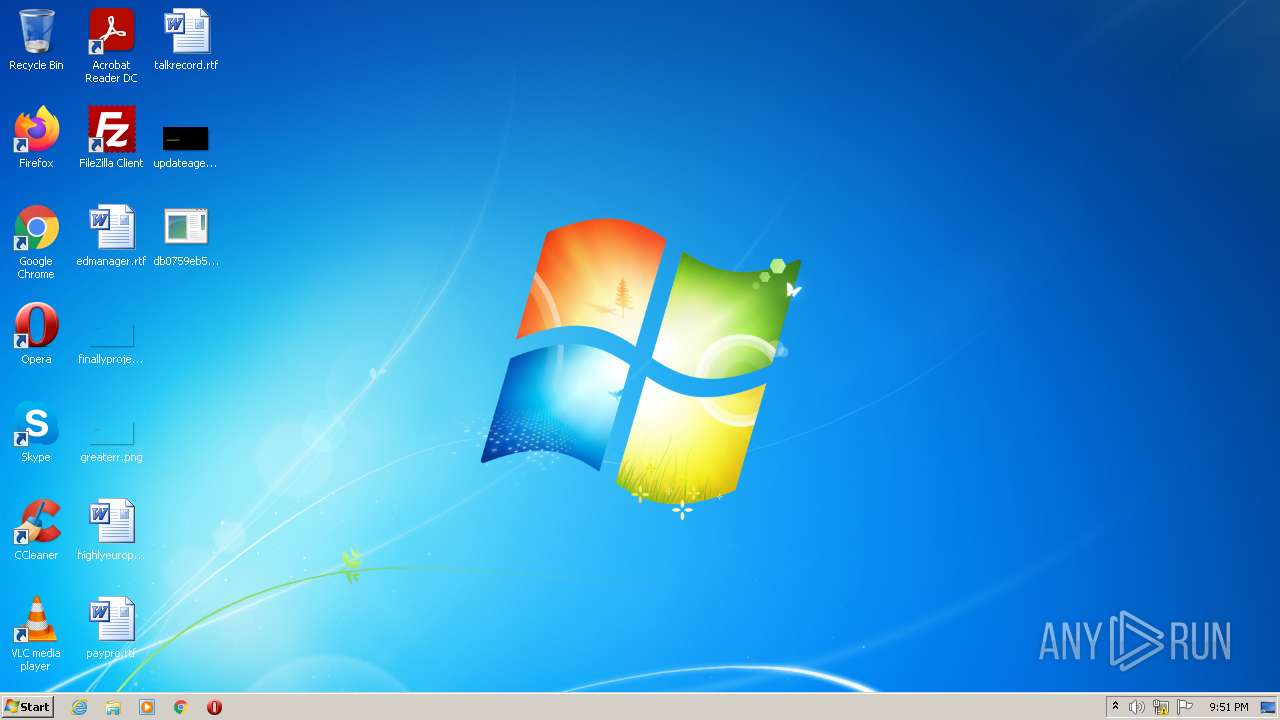 Recycle Bin
Acrobat
Reader DC
talkrecord.rtf
Firefox
FileZilla Client
updateage...
Google
Chrome
edmanager.rtf
db0759eb5...
Opera
finallyproje...
Skype
greaterr.png
CCleaner
highlyeurop...
VLC media
player
paypro.rtf
ANY RUN
Start
9:51 PM